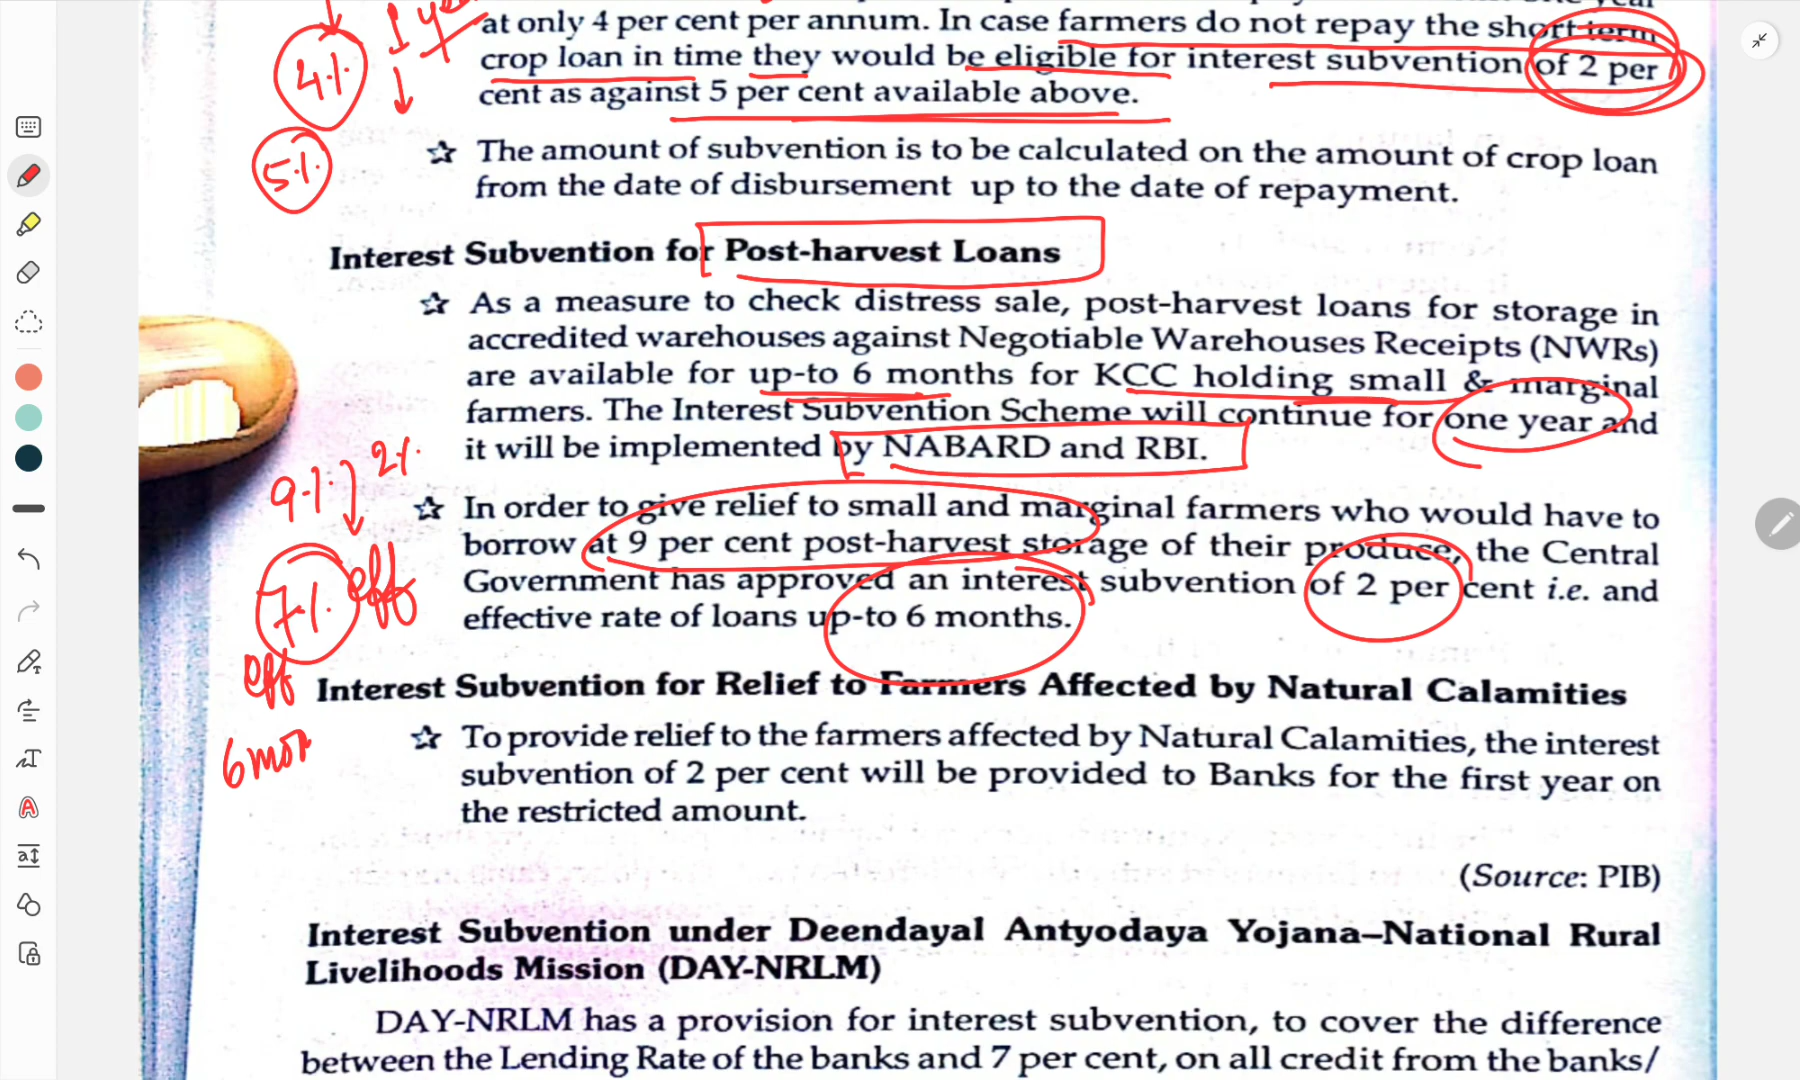 at only 4 per cent per annum. In case farmers do not repay the short term
crop loan in time they would be eligible for interest subvention of 2 per
cent as against 5 per cent available above.
4%
5%
☆ The amount of subvention is to be calculated on the amount of crop loan
from the date of disbursement up to the date of repayment.
Interest Subvention for Post-harvest Loans
☆ As a measure to check distress sale, post-harvest loans for storage in
accredited warehouses against Negotiable Warehouses Receipts (NWRs)
are available for up-to 6 months for KCC holding small & marginal
farmers. The Interest Subvention Scheme will continue for one year and
it will be implemented by NABARD and RBI.
2%
9%
☆ In order to give relief to small and marginal farmers who would have to
borrow at 9 per cent post-harvest storage of their produce, the Central
Government has approved an interest subvention of 2 per cent i.e. and
effective rate of loans up-to 6 months.
7% eff
eff
6 mon
Interest Subvention for Relief to Farmers Affected by Natural Calamities
☆ To provide relief to the farmers affected by Natural Calamities, the interest
subvention of 2 per cent will be provided to Banks for the first year on
the restricted amount.
(Source: PIB)
Interest Subvention under Deendayal Antyodaya Yojana–National Rural
Livelihoods Mission (DAY-NRLM)
DAY-NRLM has a provision for interest subvention, to cover the difference
between the Lending Rate of the banks and 7 per cent, on all credit from the banks/